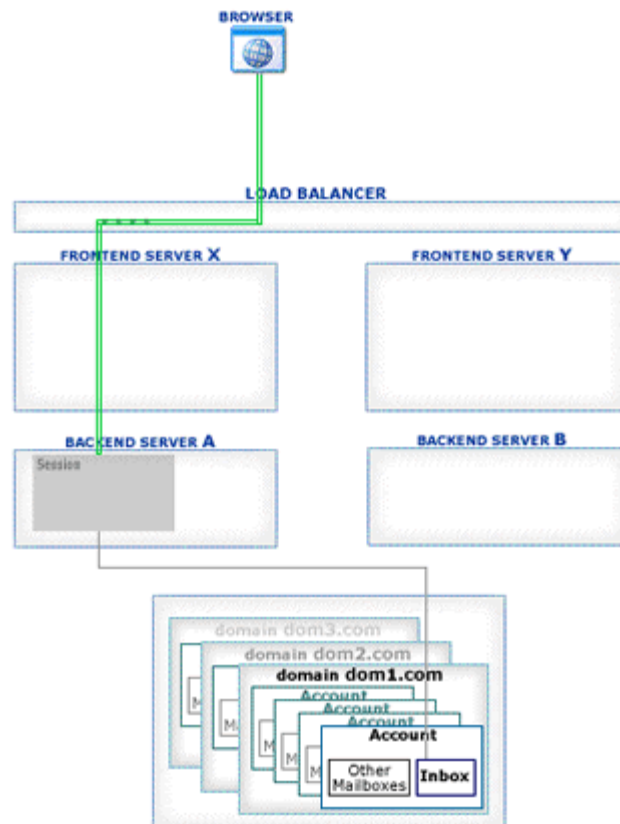 BROWSER
LOAD BALANCER
FRONTEND SERVER X
FRONTEND SERVER Y
BACKEND SERVER A
BACKEND SERVER B
Session
domain dom3.com
domain dom2.com
domain dom1.com
Account
Account
Account
Account
M
M
M
M
M
Other
Mailboxes
Inbox